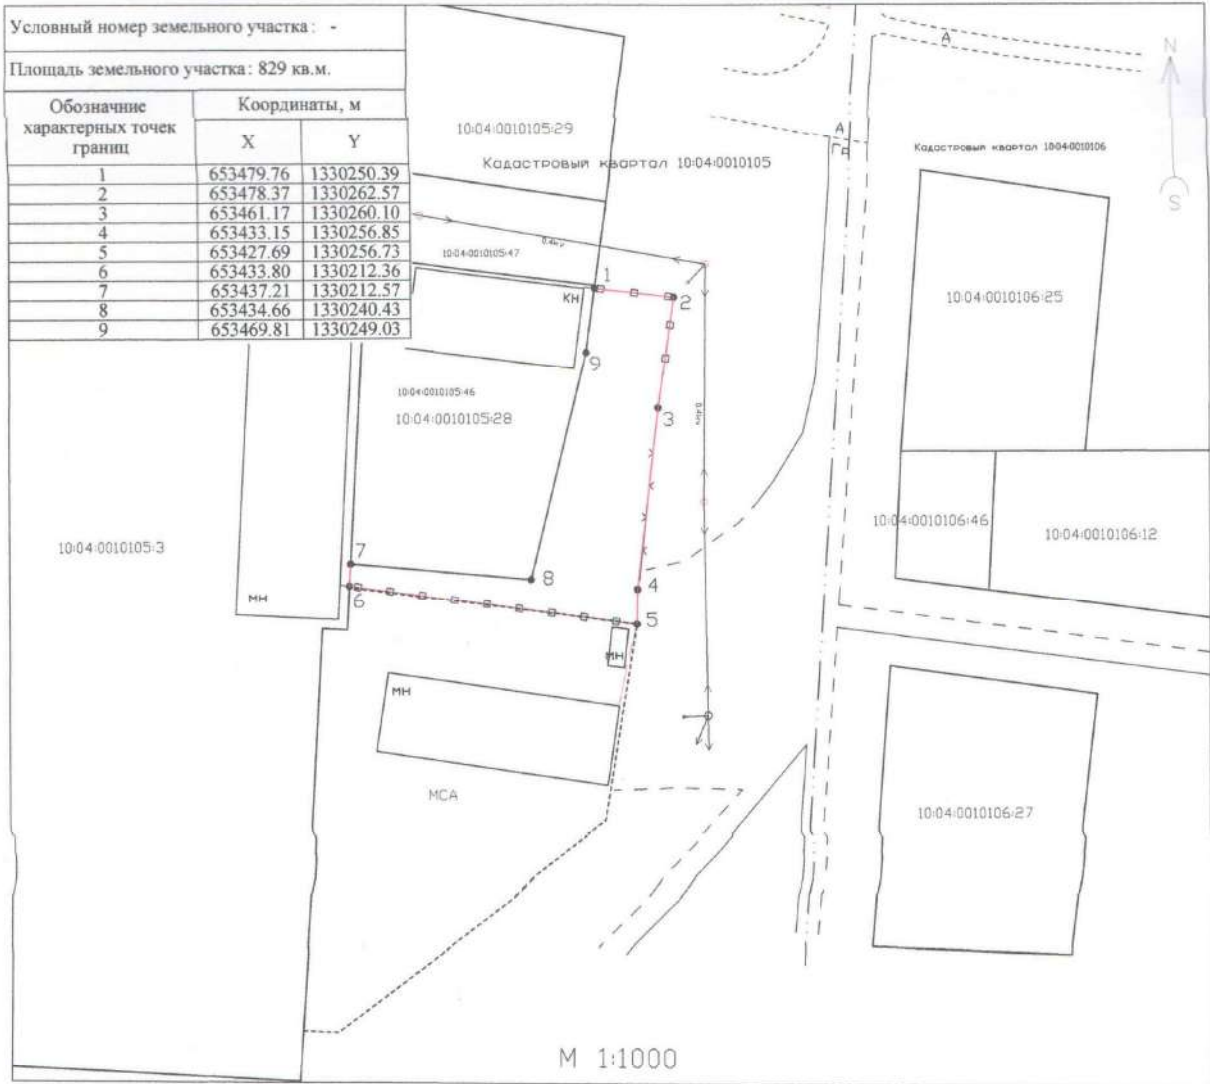 Условный номер земельного участка: -
Площадь земельного участка: 829 кв.м.
Обозначние характерных точек границ
Координаты, м
X Y
1 653479.76 1330250.39
2 653478.37 1330262.57
3 653461.17 1330260.10
4 653433.15 1330256.85
5 653427.69 1330256.73
6 653433.80 1330212.36
7 653437.21 1330212.57
8 653434.66 1330240.43
9 653469.81 1330249.03
А
N
S
10:04:0010105:29
Кадастровый квартал 10:04:0010105
А
Гр
Кадастровый квартал 10:04:0010106
0.4kv
10:04:0010105:47
1
2
КН
10:04:0010106:25
9
10:04:0010105:46
10:04:0010105:28
3
0.4kv
10:04:0010105:3
7
8
6
4
5
МН
10:04:0010106:46
10:04:0010106:12
МН
МН
МСА
10:04:0010106:27
М 1:1000